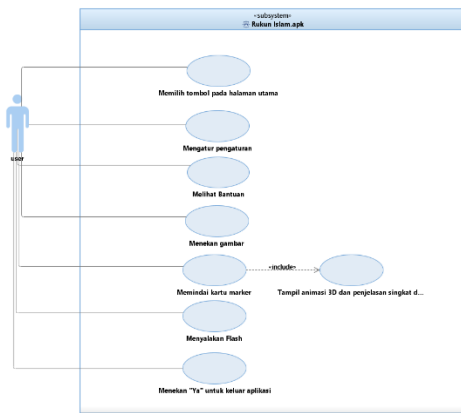 «subsystem»
Rukun Islam.apk
Memilih tombol pada halaman utama
user
Mengatur pengaturan
Melihat Bantuan
Menekan gambar
«include»
Memindai kartu marker
Tampil animasi 3D dan penjelasan singkat d...
Menyalakan Flash
Menekan "Ya" untuk keluar aplikasi